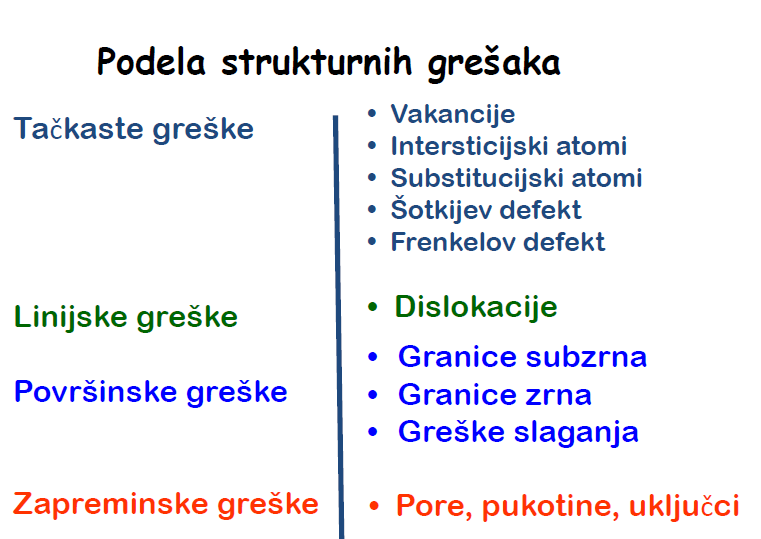 Podela strukturnih grešaka
Tačkaste greške
• Vakancije
• Intersticijski atomi
• Substitucijski atomi
• Šotkijev defekt
• Frenkelov defekt
Linijske greške
• Dislokacije
Površinske greške
• Granice subzrna
• Granice zrna
• Greške slaganja
Zapreminske greške
• Pore, pukotine, uključci